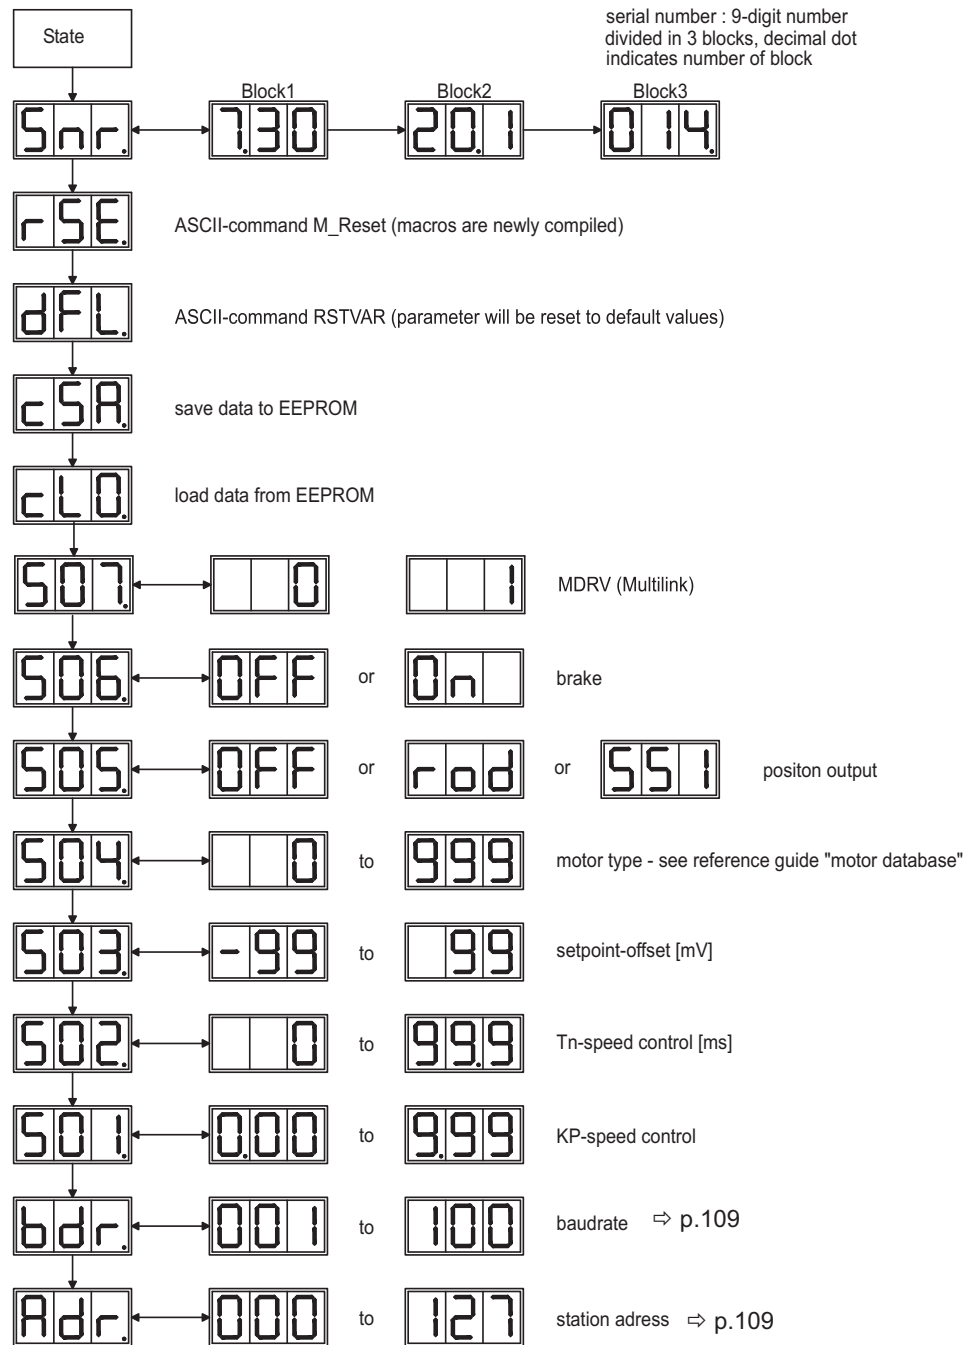 State
serial number : 9-digit number
divided in 3 blocks, decimal dot
indicates number of block
Block1 Block2 Block3
Snr. 7.30 20.1 014.
rSE. ASCII-command M_Reset (macros are newly compiled)
dFL. ASCII-command RSTVAR (parameter will be reset to default values)
cSA. save data to EEPROM
cLO. load data from EEPROM
S07. 0 1 MDRV (Multilink)
S06. OFF or On brake
S05. OFF or rod or SSI positon output
S04. 0 to 999 motor type - see reference guide "motor database"
S03. -99 to 99 setpoint-offset [mV]
S02. 0 to 99.9 Tn-speed control [ms]
S01. 0.00 to 9.99 KP-speed control
bdr. 001 to 100 baudrate ⇨ p.109
Adr. 000 to 127 station adress ⇨ p.109